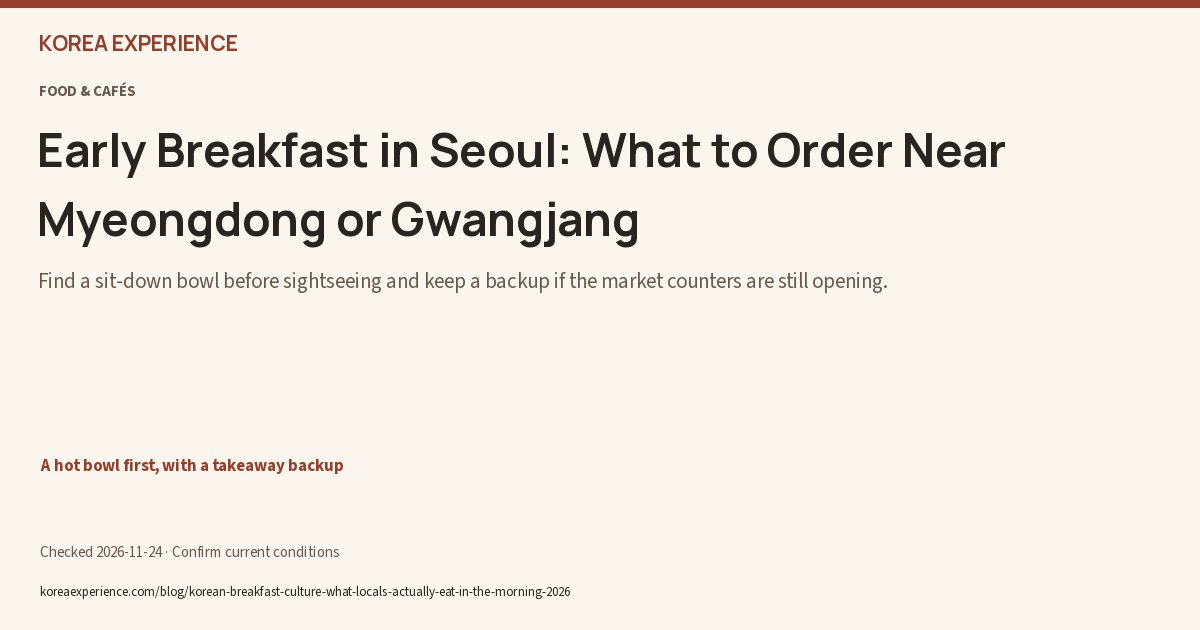 KOREA EXPERIENCE
FOOD & CAFÉS
Early Breakfast in Seoul: What to Order Near
Myeongdong or Gwangjang
Find a sit-down bowl before sightseeing and keep a backup if the market counters are still opening.
A hot bowl first, with a takeaway backup
Checked 2026-11-24 · Confirm current conditions
koreaexperience.com/blog/korean-breakfast-culture-what-locals-actually-eat-in-the-morning-2026